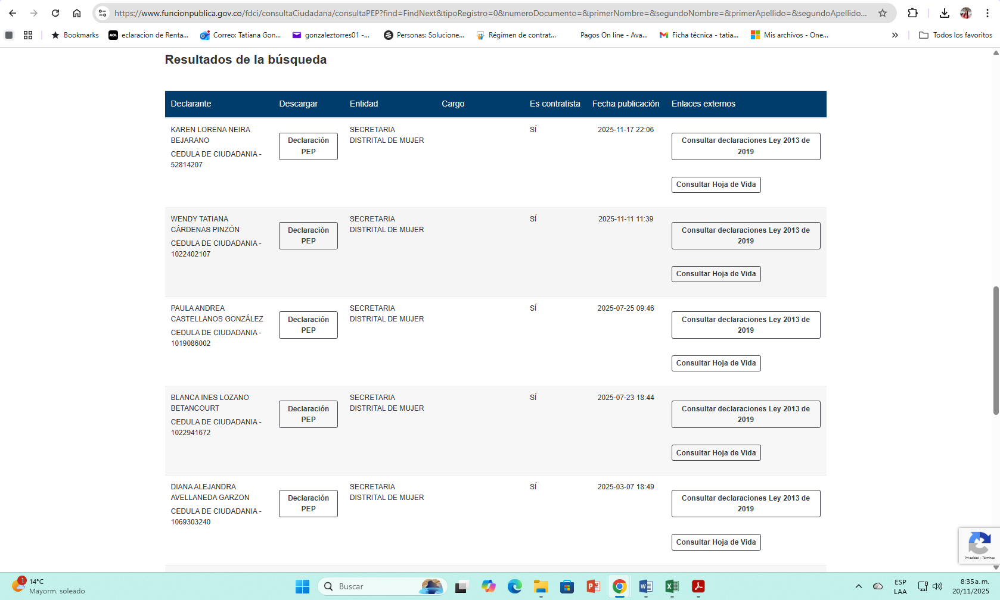 https://www.funcionpublica.gov.co/fdci/consultaCiudadana/consultaPEP?find=FindNext&tipoRegistro=0&numeroDocumento=&primerNombre=&segundoNombre=&primerApellido=&segundoApellido...
Bookmarks
AOL
eclaracion de Renta...
Correo: Tatiana Gon...
gonzaleztorres01 -...
Personas: Solucione...
Régimen de contrat...
Pagos On line - Ava...
Ficha técnica - tatia...
Mis archivos - One...
Todos los favoritos
Resultados de la búsqueda
Declarante Descargar Entidad Cargo Es contratista Fecha publicación Enlaces externos
KAREN LORENA NEIRA
BEJARANO
CEDULA DE CIUDADANIA -
52814207
Declaración
PEP
SECRETARIA
DISTRITAL DE MUJER
SÍ
2025-11-17 22:06
Consultar declaraciones Ley 2013 de
2019
Consultar Hoja de Vida
WENDY TATIANA
CÁRDENAS PINZÓN
CEDULA DE CIUDADANIA -
1022402107
Declaración
PEP
SECRETARIA
DISTRITAL DE MUJER
SÍ
2025-11-11 11:39
Consultar declaraciones Ley 2013 de
2019
Consultar Hoja de Vida
PAULA ANDREA
CASTELLANOS GONZÁLEZ
CEDULA DE CIUDADANIA -
1019086002
Declaración
PEP
SECRETARIA
DISTRITAL DE MUJER
SÍ
2025-07-25 09:46
Consultar declaraciones Ley 2013 de
2019
Consultar Hoja de Vida
BLANCA INES LOZANO
BETANCOURT
CEDULA DE CIUDADANIA -
1022941672
Declaración
PEP
SECRETARIA
DISTRITAL DE MUJER
SÍ
2025-07-23 18:44
Consultar declaraciones Ley 2013 de
2019
Consultar Hoja de Vida
DIANA ALEJANDRA
AVELLANEDA GARZON
CEDULA DE CIUDADANIA -
1069303240
Declaración
PEP
SECRETARIA
DISTRITAL DE MUJER
SÍ
2025-03-07 18:49
Consultar declaraciones Ley 2013 de
2019
Consultar Hoja de Vida
Privacidad - Términos
1
14°C
Mayorm. soleado
Buscar
ESP
LAA
8:35 a. m.
20/11/2025